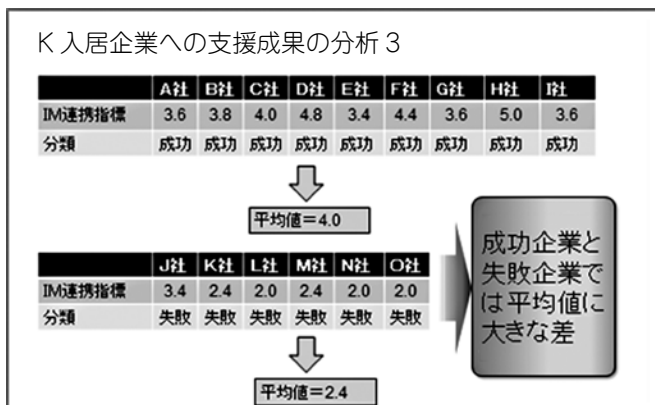 K 入居企業への支援成果の分析 3
A社 B社 C社 D社 E社 F社 G社 H社 I社
IM連携指標 3.6 3.8 4.0 4.8 3.4 4.4 3.6 5.0 3.6
分類 成功 成功 成功 成功 成功 成功 成功 成功 成功
平均値=4.0
J社 K社 L社 M社 N社 O社
IM連携指標 3.4 2.4 2.0 2.4 2.0 2.0
分類 失敗 失敗 失敗 失敗 失敗 失敗
平均値=2.4
成功企業と
失敗企業で
は平均値に
大きな差